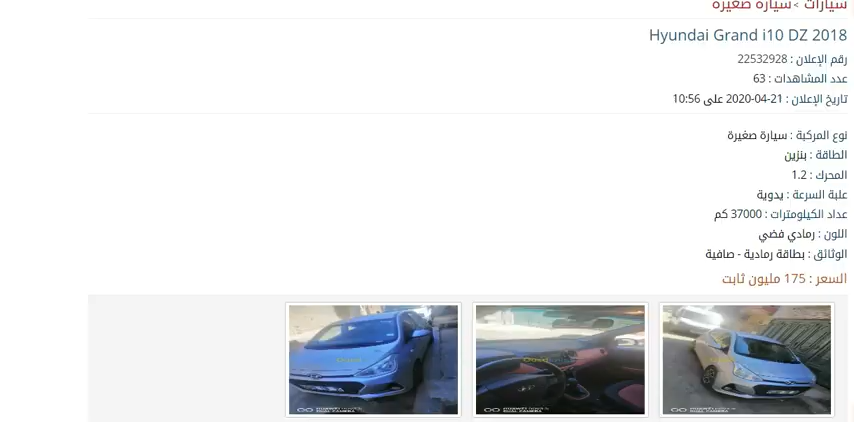 سيارات > سيارة صغيرة
Hyundai Grand i10 DZ 2018
رقم الإعلان : 22532928
عدد المشاهدات : 63
تاريخ الإعلان : 21-04-2020 على 10:56
نوع المركبة : سيارة صغيرة
الطاقة : بنزين
المحرك : 1.2
علبة السرعة : يدوية
عداد الكيلومترات : 37000 كم
اللون : رمادي فضي
الوثائق : بطاقة رمادية - صافية
السعر : 175 مليون ثابت